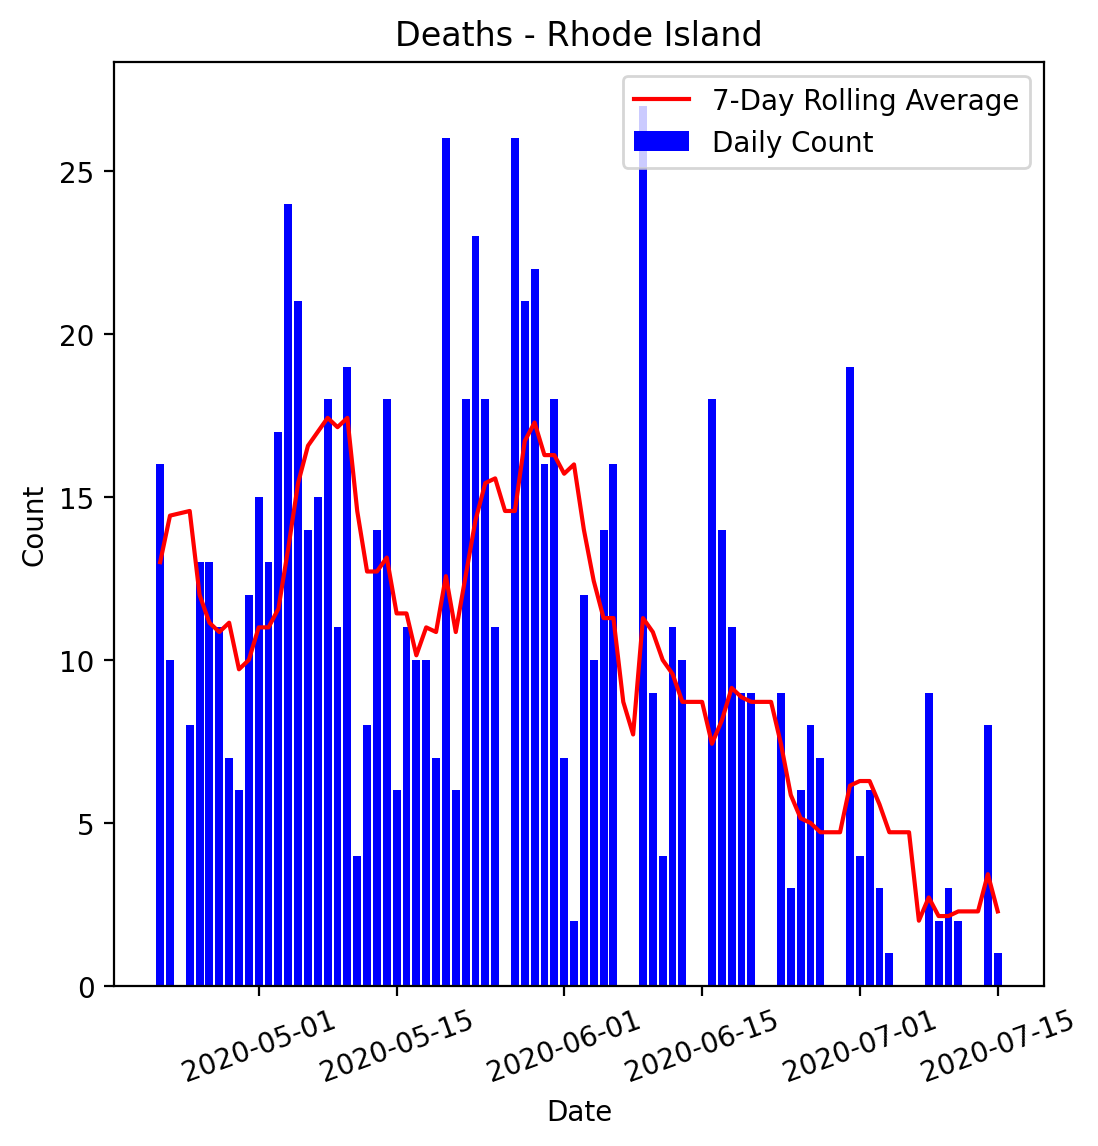 Deaths - Rhode Island
7-Day Rolling Average
Daily Count
25
20
15
10
5
0
Count
2020-05-01
2020-05-15
2020-06-01
2020-06-15
2020-07-01
2020-07-15
Date